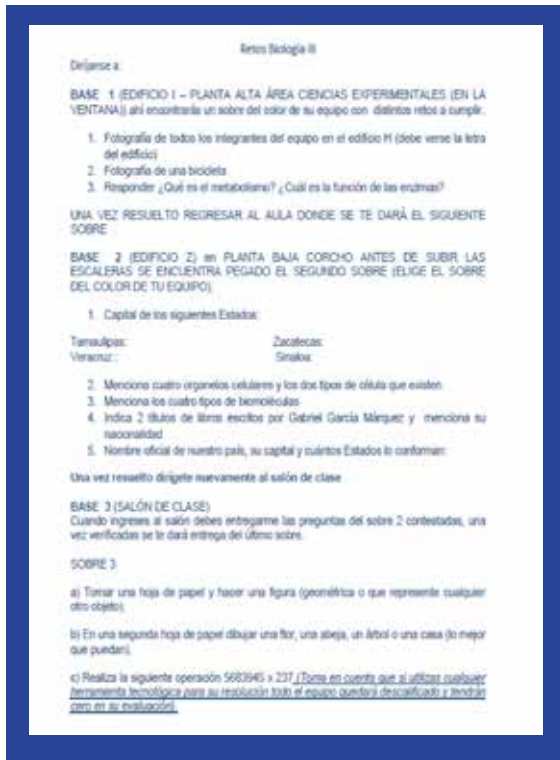 Retos Biología III
Diríjanse a:
BASE 1 (EDIFICIO I – PLANTA ALTA ÁREA CIENCIAS EXPERIMENTALES (EN LA
VENTANA)) ahí encontrarás un sobre del color de su equipo con distintos retos a cumplir.
1. Fotografía de todos los integrantes del equipo en el edificio H (debe verse la letra
del edificio)
2. Fotografía de una bicicleta
3. Responder ¿Qué es el metabolismo? ¿Cuál es la función de las enzimas?
UNA VEZ RESUELTO REGRESAR AL AULA DONDE SE TE DARÁ EL SIGUIENTE
SOBRE
BASE 2 (EDIFICIO Z) en PLANTA BAJA CORCHO ANTES DE SUBIR LAS
ESCALERAS SE ENCUENTRA PEGADO EL SEGUNDO SOBRE (ELIGE EL SOBRE
DEL COLOR DE TU EQUIPO).
1. Capital de los siguientes Estados:
Tamaulipas: Zacatecas:
Veracruz: Sinaloa:
2. Menciona cuatro organelos celulares y los dos tipos de célula que existen
3. Menciona los cuatro tipos de biomoléculas
4. Indica 2 títulos de libros escritos por Gabriel García Márquez y menciona su
nacionalidad
5. Nombre oficial de nuestro país, su capital y cuántos Estados lo conforman:
Una vez resuelto dirígete nuevamente al salón de clase
BASE 3 (SALÓN DE CLASE)
Cuando ingreses al salón debes entregarme las preguntas del sobre 2 contestadas, una
vez verificadas se te dará entrega del último sobre.
SOBRE 3
a) Tomar una hoja de papel y hacer una figura (geométrica o que represente cualquier
otro objeto).
b) En una segunda hoja de papel dibujar una flor, una abeja, un árbol o una casa (lo mejor
que puedan).
c) Realiza la siguiente operación 5683945 x 237 (Toma en cuenta que si utilizas cualquier
herramienta tecnológica para su resolución todo el equipo quedará descalificado y tendrán
cero en su evaluación).